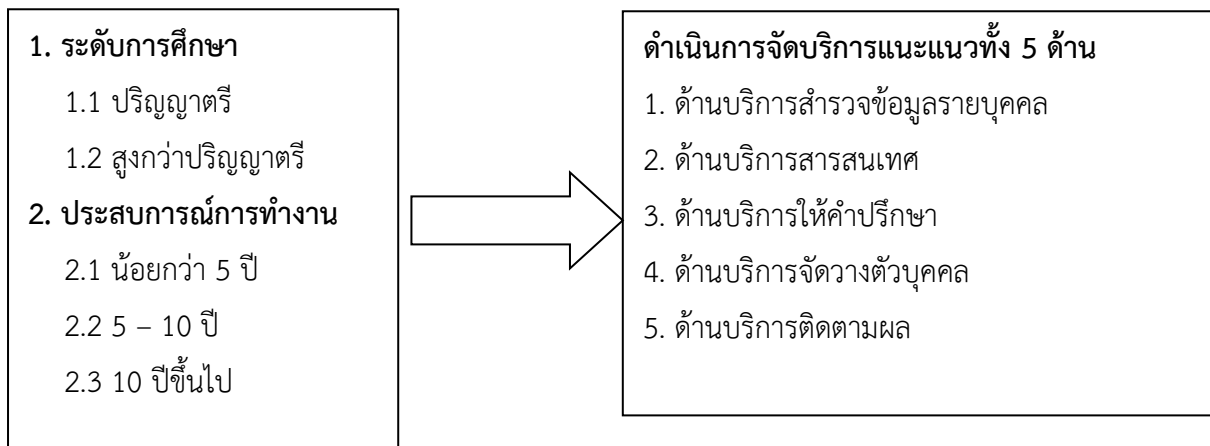 1. ระดับการศึกษา
1.1 ปริญญาตรี
1.2 สูงกว่าปริญญาตรี
2. ประสบการณ์การทำงาน
2.1 น้อยกว่า 5 ปี
2.2 5 – 10 ปี
2.3 10 ปีขึ้นไป
ดำเนินการจัดบริการแนะแนวทั้ง 5 ด้าน
1. ด้านบริการสำรวจข้อมูลรายบุคคล
2. ด้านบริการสารสนเทศ
3. ด้านบริการให้คำปรึกษา
4. ด้านบริการจัดวางตัวบุคคล
5. ด้านบริการติดตามผล